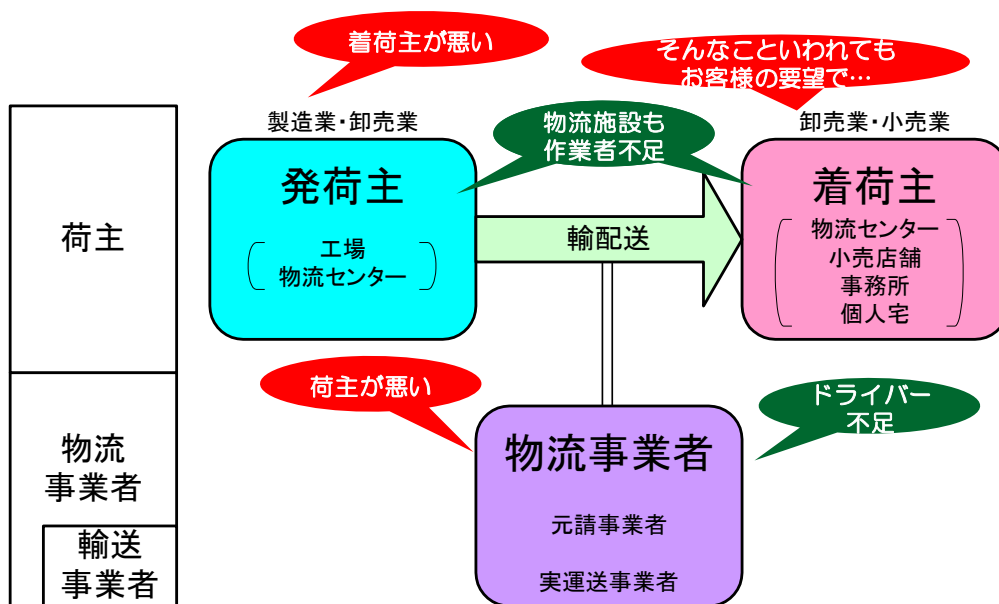 着荷主が悪い
そんなこといわれても
お客様の要望で…
製造業・卸売業
物流施設も
作業者不足
卸売業・小売業
荷主
発荷主
工場
物流センター
輸配送
着荷主
物流センター
小売店舗
事務所
個人宅
荷主が悪い
ドライバー
不足
物流
事業者
物流事業者
元請事業者
実運送事業者
輸送
事業者